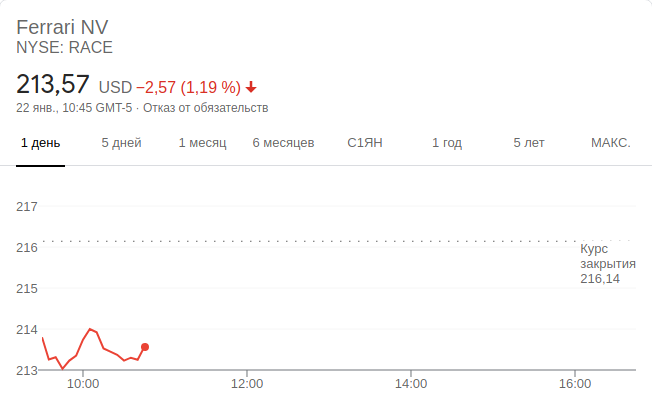 Ferrari NV
NYSE: RACE
213,57 USD −2,57 (1,19 %)
22 янв., 10:45 GMT-5 · Отказ от обязательств
1 день 5 дней 1 месяц 6 месяцев С1ЯН 1 год 5 лет МАКС.
217
216
Курс
закрытия
216,14
215
214
213
10:00 12:00 14:00 16:00